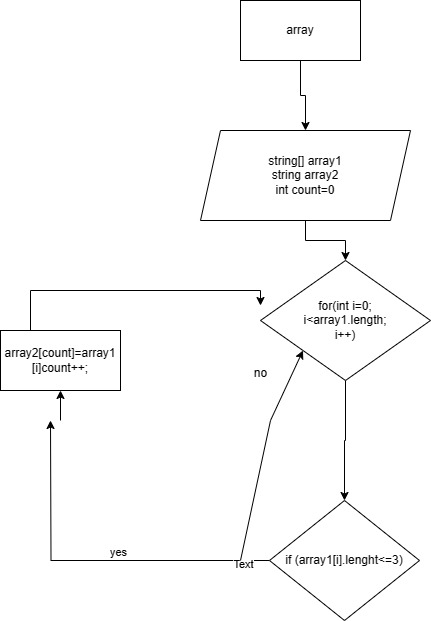 array
string[] array1
string array2
int count=0
for(int i=0;
i<array1.length;
i++)
array2[count]=array1
[i]count++;
no
yes
Text
if (array1[i].lenght<=3)